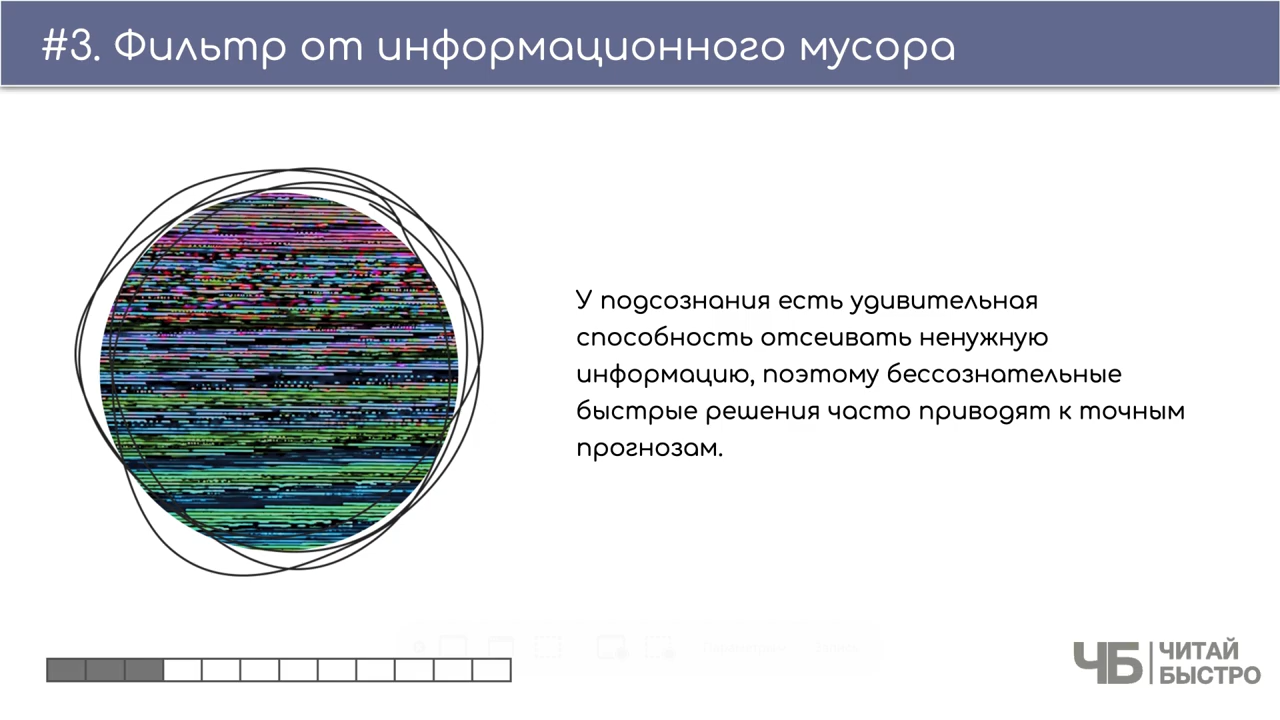 #3. Фильтр от информационного мусора
У подсознания есть удивительная
способность отсеивать ненужную
информацию, поэтому бессознательные
быстрые решения часто приводят к точным
прогнозам.
ЧБ
ЧИТАЙ
БЫСТРО